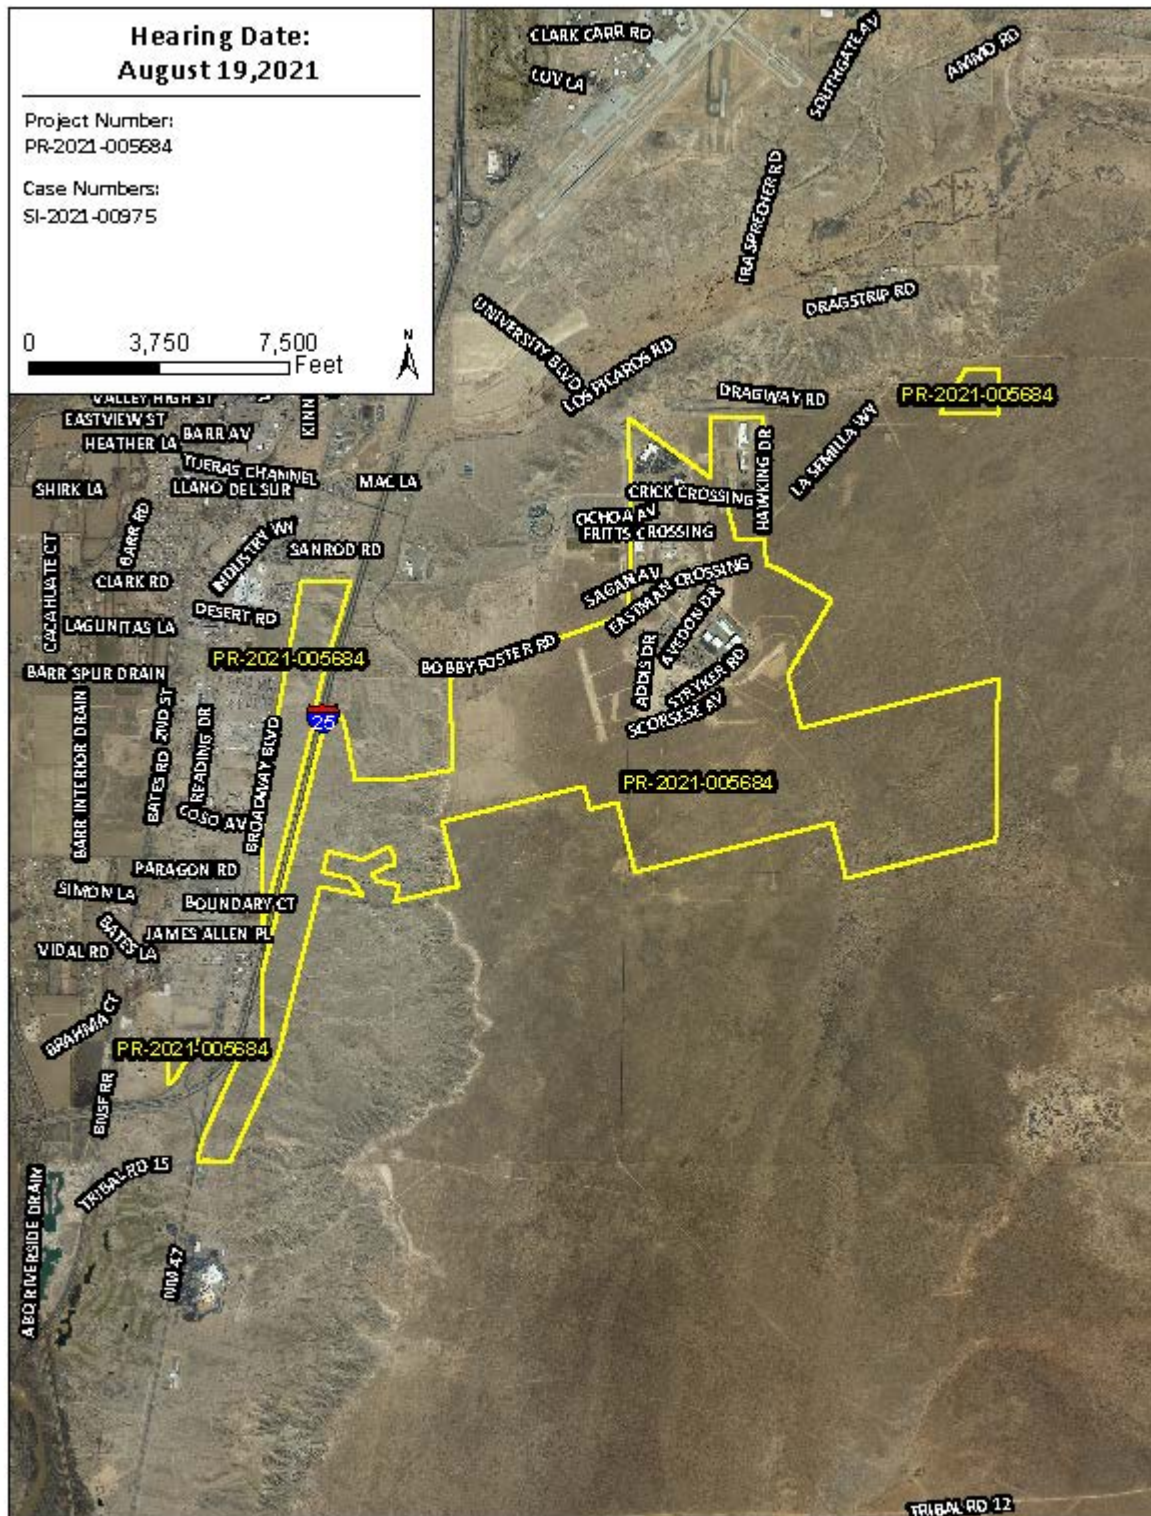 Hearing Date:
August 19,2021
Project Number:
PR-2021-005684
Case Numbers:
SI-2021-00975
0 3,750 7,500
Feet
N
CLARK CARR RD
LUV LA
SOUTHGATE AV
AMMO RD
IRA SPRECHER RD
DRAGSTRIP RD
UNIVERSITY BLVD
LOS PICAROS RD
DRAGWAY RD
PR-2021-005684
LA SEMILLA WY
HAWKING DR
VALLEY HIGH ST
EASTVIEW ST
HEATHER LA
BARR AV
KINN
TIJERAS CHANNEL
MAC LA
SHIRK LA
LLANO DEL SUR
CRICK CROSSING
OCHOA AV
FRITTS CROSSING
BARR RD
INDUSTRY WY
SANROD RD
CACAHUATE CT
CLARK RD
SAGAN AV
EASTMAN CROSSING
DESERT RD
LAGUNITAS LA
AVEDON DR
PR-2021-005684
BOBBY FOSTER RD
ADDIS DR
STRYKER RD
BARR SPUR DRAIN
SCORSESE AV
25
BARR INTERIOR DRAIN
BATES RD
2ND ST
READING DR
BROADWAY BLVD
PR-2021-005684
COSO AV
PARAGON RD
SIMON LA
BOUNDARY CT
BATES LA
JAMES ALLEN PL
VIDAL RD
BRAHMA CT
PR-2021-005684
BNSF RR
TRIBAL RD 15
ABQ RIVERSIDE DRAIN
NM 47
TRIBAL RD 12